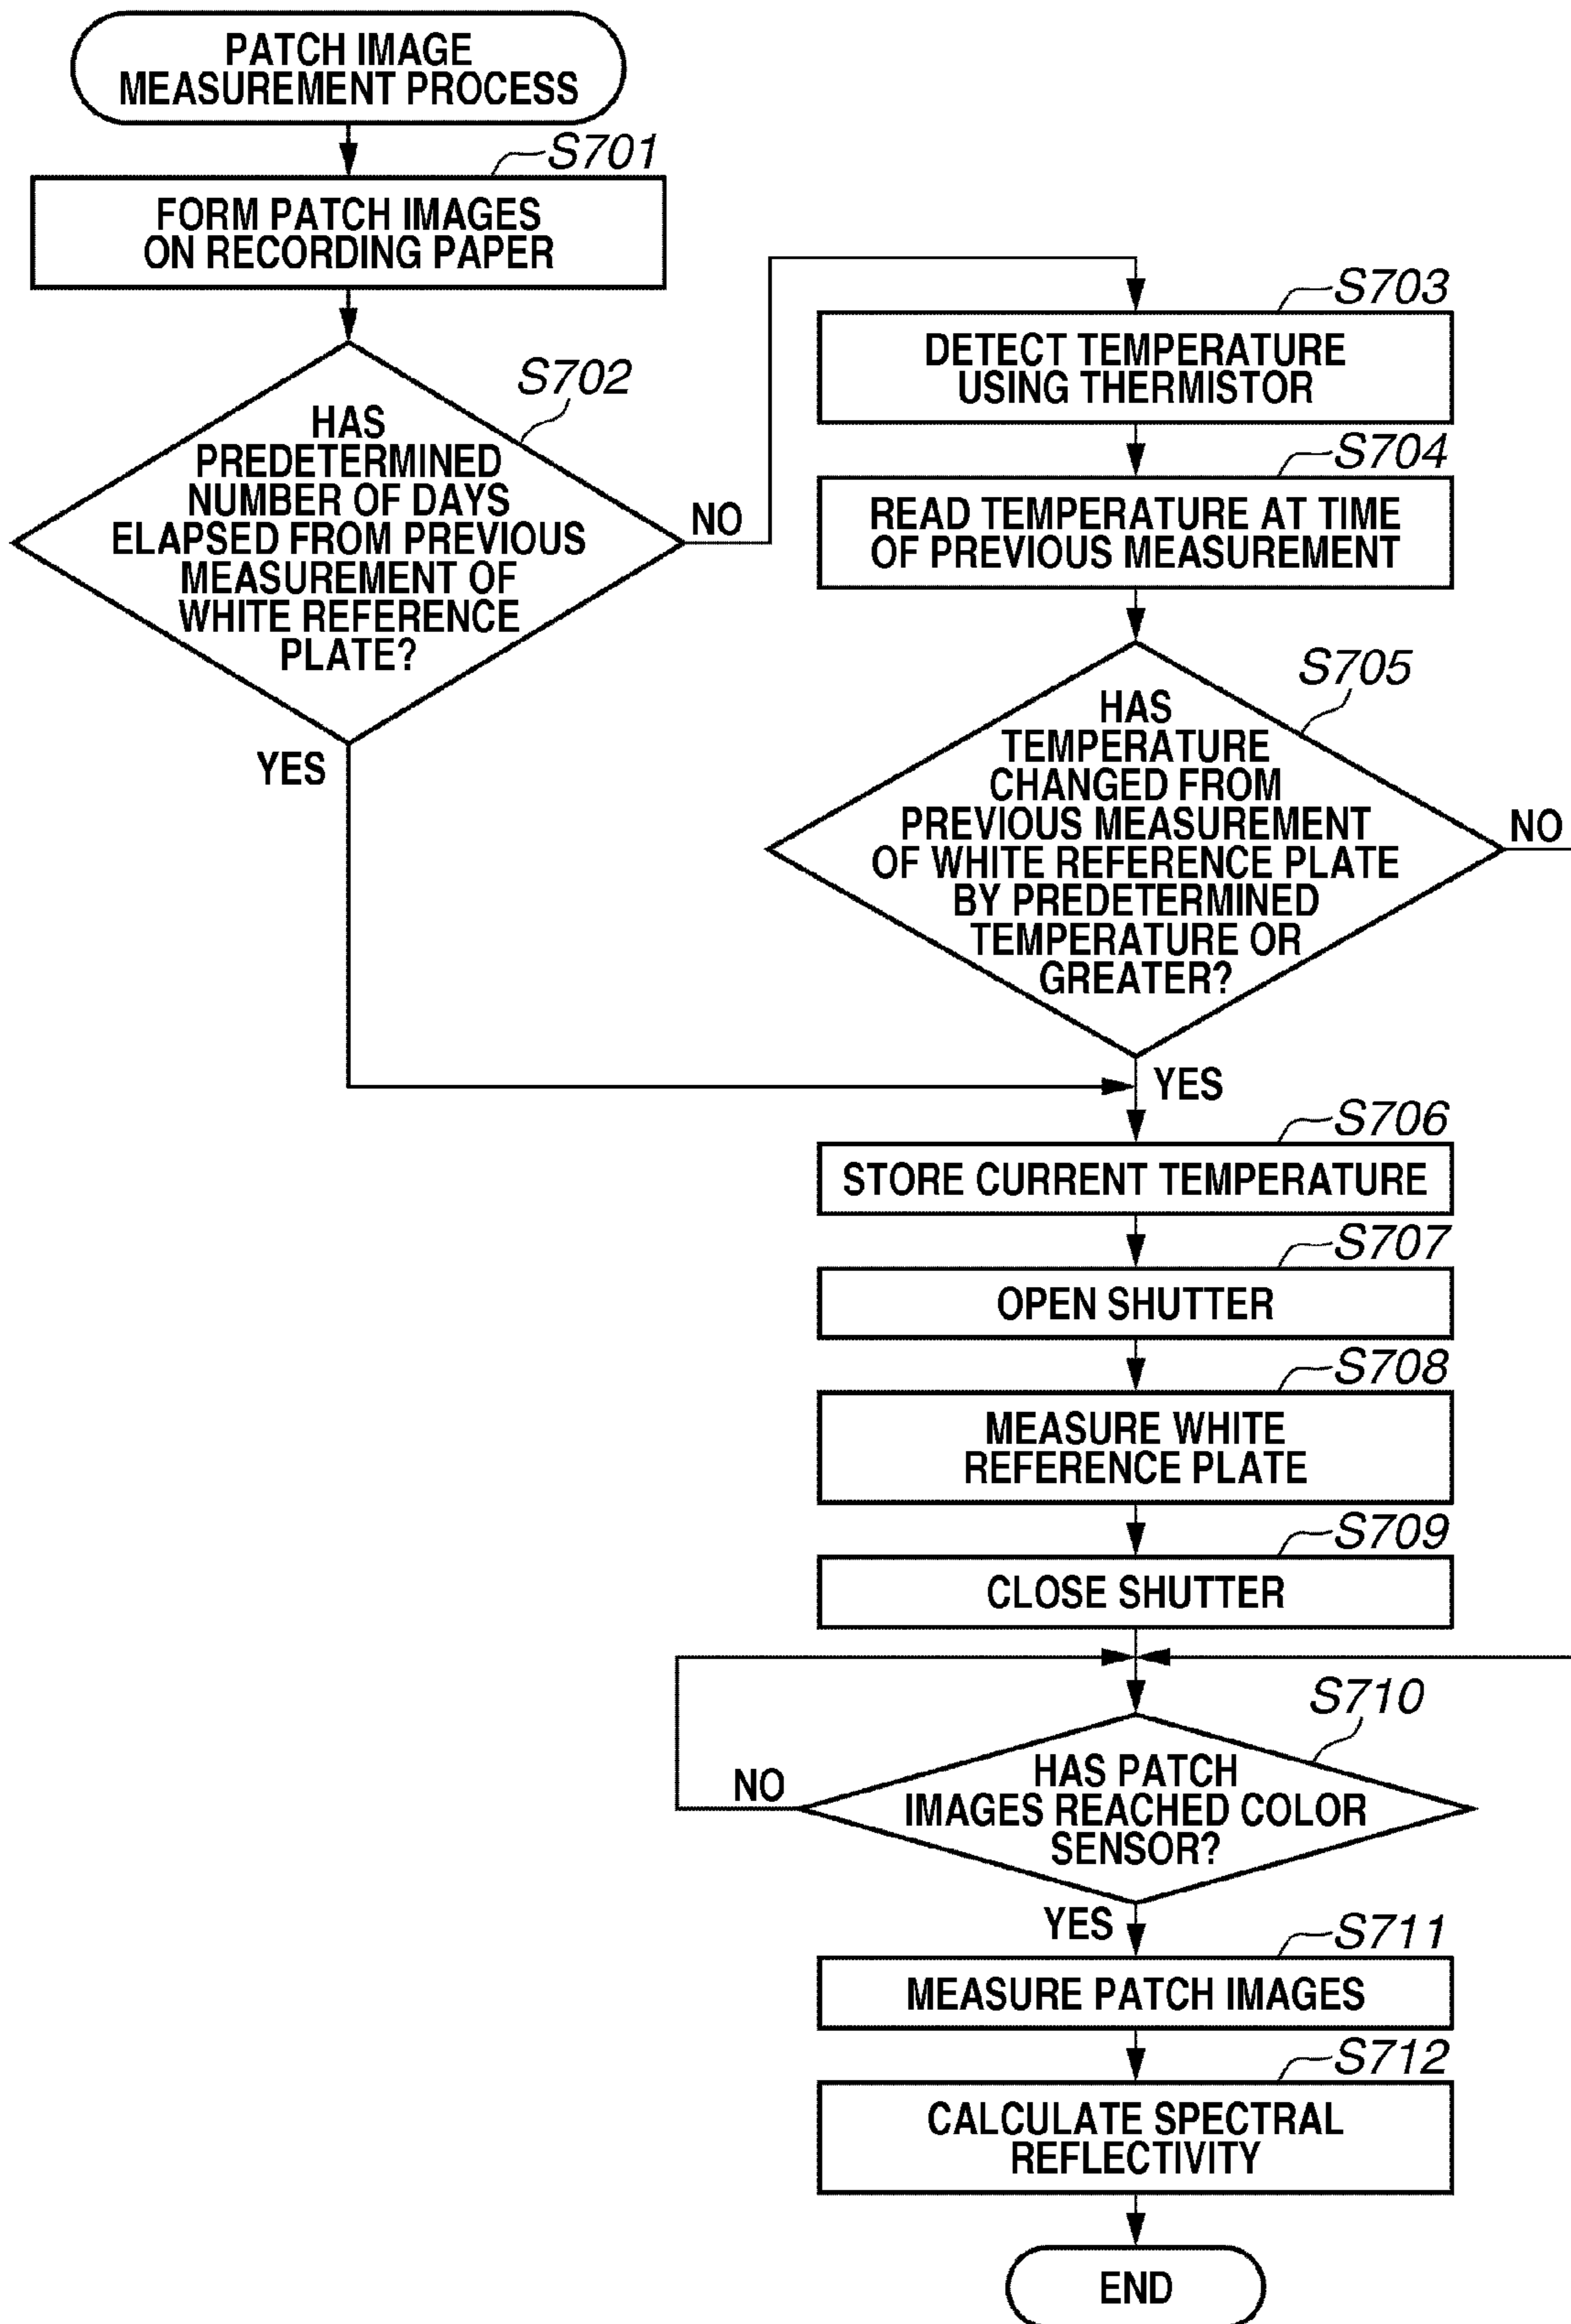 PATCH IMAGE
MEASUREMENT PROCESS
S701
FORM PATCH IMAGES
ON RECORDING PAPER
S702
HAS
PREDETERMINED
NUMBER OF DAYS
ELAPSED FROM PREVIOUS
MEASUREMENT OF
WHITE REFERENCE
PLATE?
NO
YES
S703
DETECT TEMPERATURE
USING THERMISTOR
S704
READ TEMPERATURE AT TIME
OF PREVIOUS MEASUREMENT
S705
HAS
TEMPERATURE
CHANGED FROM
PREVIOUS MEASUREMENT
OF WHITE REFERENCE PLATE
BY PREDETERMINED
TEMPERATURE OR
GREATER?
NO
YES
S706
STORE CURRENT TEMPERATURE
S707
OPEN SHUTTER
S708
MEASURE WHITE
REFERENCE PLATE
S709
CLOSE SHUTTER
S710
HAS PATCH
IMAGES REACHED COLOR
SENSOR?
NO
YES
S711
MEASURE PATCH IMAGES
S712
CALCULATE SPECTRAL
REFLECTIVITY
END